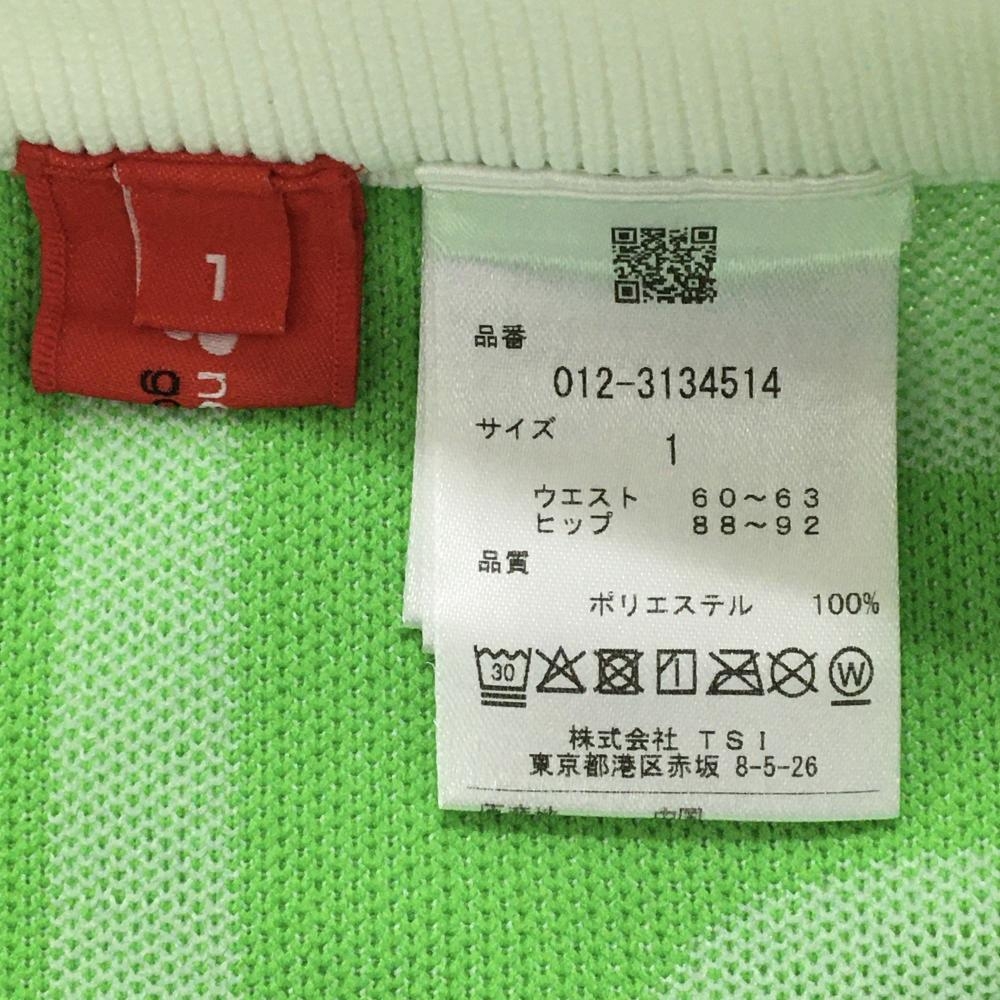 1
品番
012-3134514
サイズ
1
ウエスト 60～63
ヒップ 88～92
品質
ポリエステル 100%
30
W
株式会社 TSI
東京都港区赤坂 8-5-26